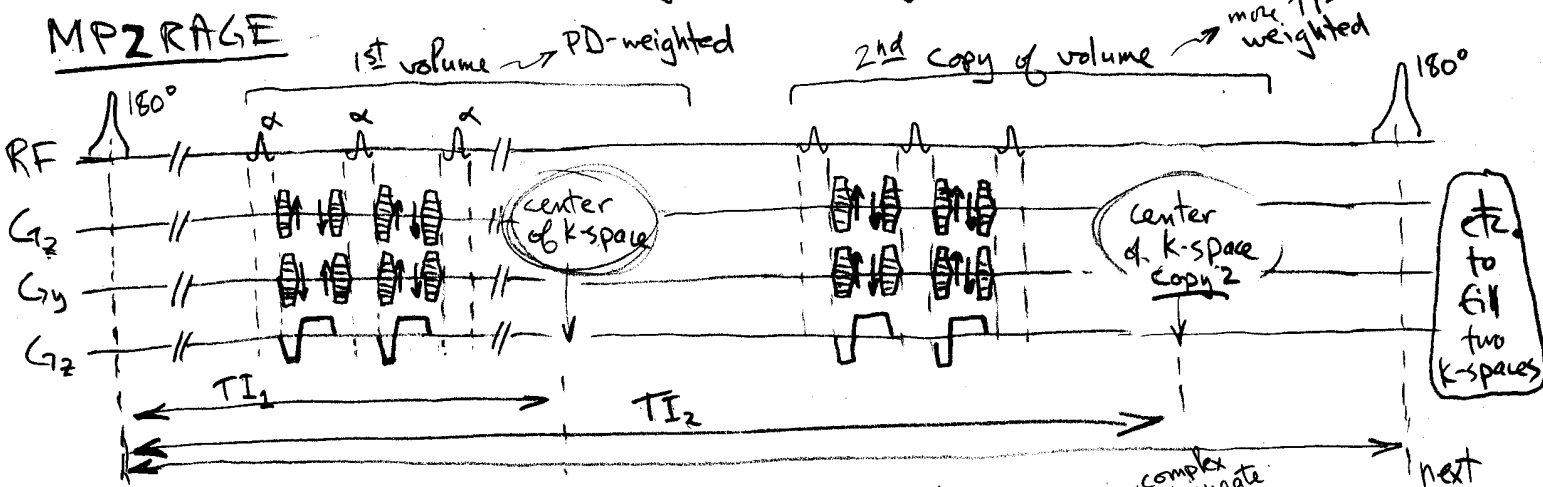 MP2RAGE
1st volume → PD-weighted
2nd copy of volume → more T1-
weighted
180°
180°
α α α
RF
Gz
Gy
Gz
center
of k-space
center
of k-space
copy 2
etc.
to
fill
two
k-spaces
TI1
TI2
complex
next